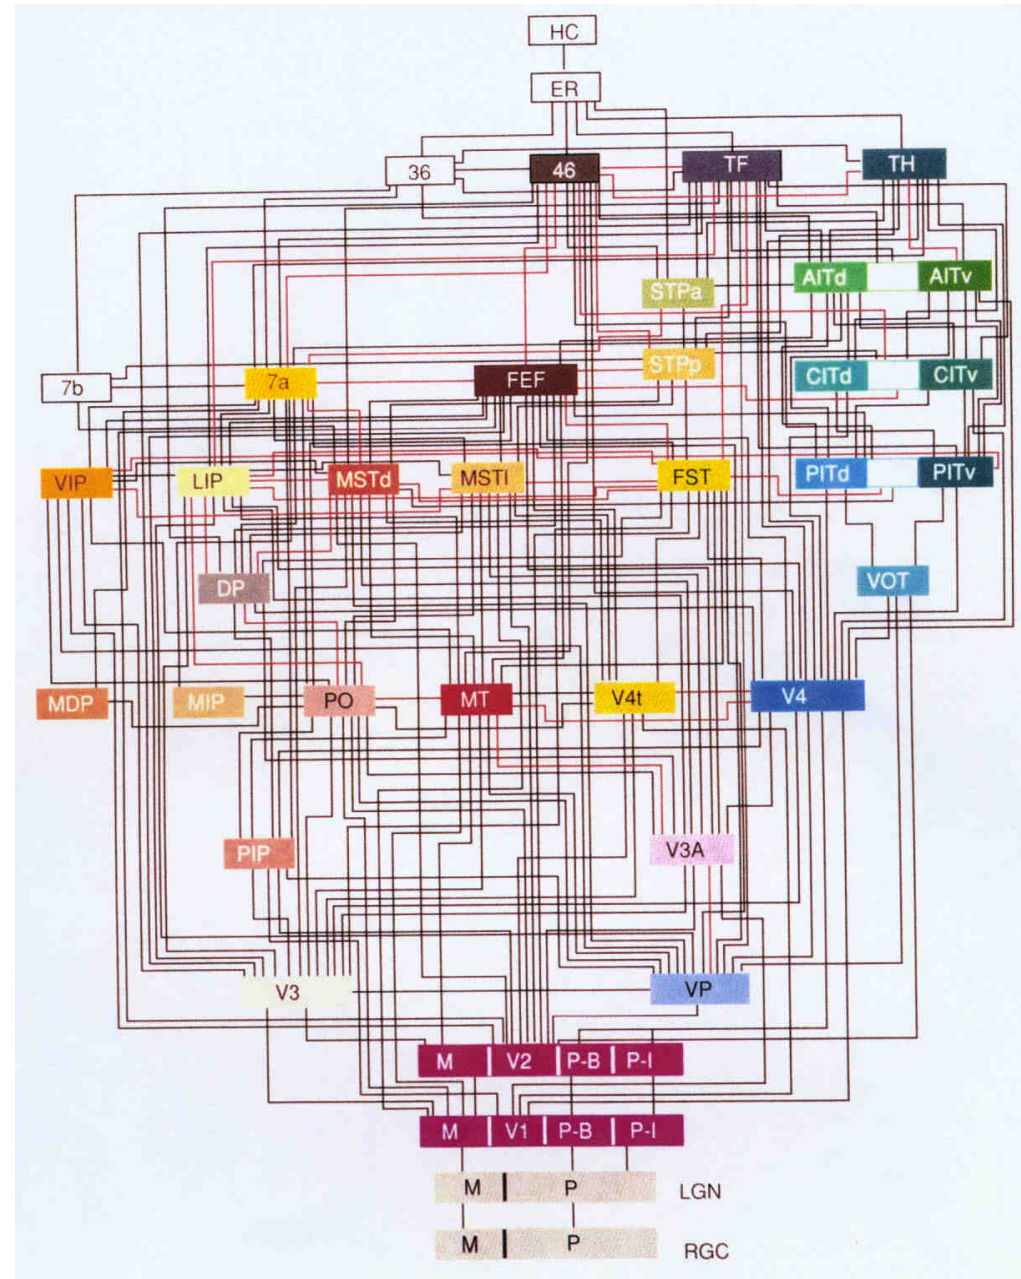 HC
ER
36 46 TF TH
AITd AITv
STPa
STPp
7b 7a FEF CITd CITv
VIP LIP MSTd MSTl FST PITd PITv
DP VOT
MDP MIP PO MT V4t V4
PIP V3A
V3 VP
M V2 P-B P-I
M V1 P-B P-I
M P LGN
M P RGC